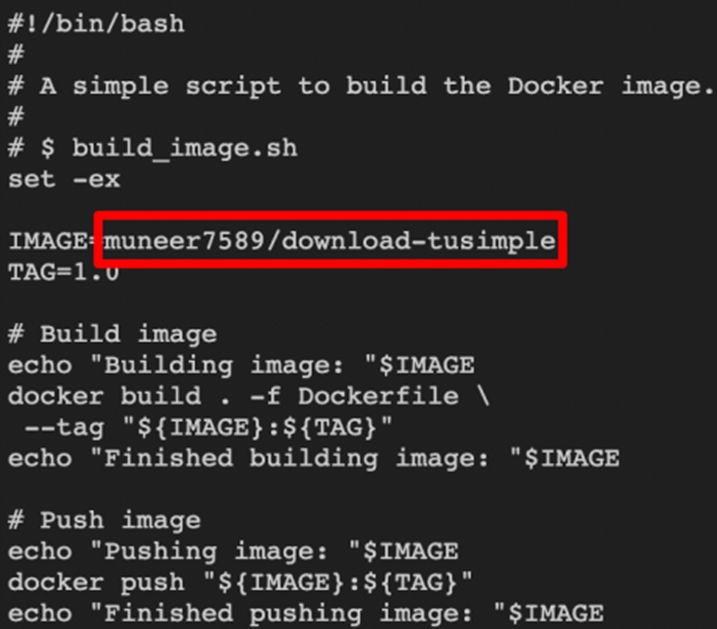 #!/bin/bash
#
# A simple script to build the Docker image.
#
# $ build_image.sh
set -ex
IMAGE=muneer7589/download-tusimple
TAG=1.0
# Build image
echo "Building image: "$IMAGE
docker build . -f Dockerfile \
--tag "${IMAGE}:${TAG}"
echo "Finished building image: "$IMAGE
# Push image
echo "Pushing image: "$IMAGE
docker push "${IMAGE}:${TAG}"
echo "Finished pushing image: "$IMAGE